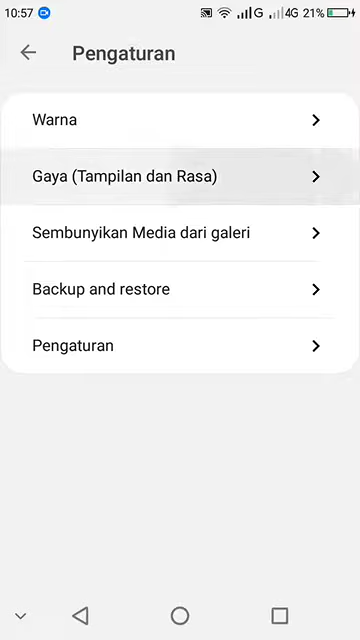 10:57 G 4G 21%
Pengaturan
Warna
Gaya (Tampilan dan Rasa)
Sembunyikan Media dari galeri
Backup and restore
Pengaturan